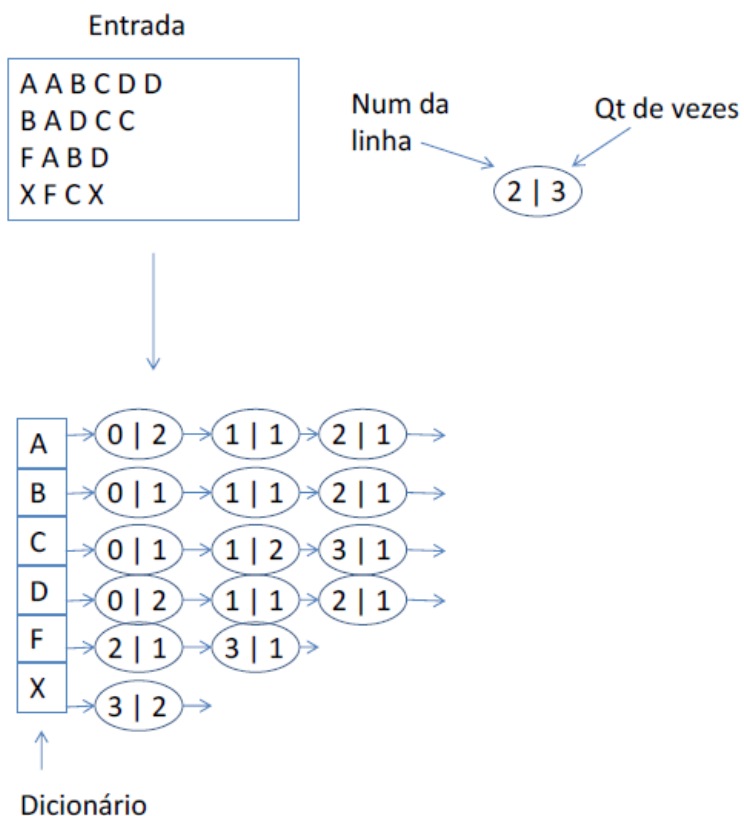 Entrada
A A B C D D
B A D C C
F A B D
X F C X
Num da
linha
Qt de vezes
2 | 3
A 0 | 2 1 | 1 2 | 1
B 0 | 1 1 | 1 2 | 1
C 0 | 1 1 | 2 3 | 1
D 0 | 2 1 | 1 2 | 1
F 2 | 1 3 | 1
X 3 | 2
Dicionário